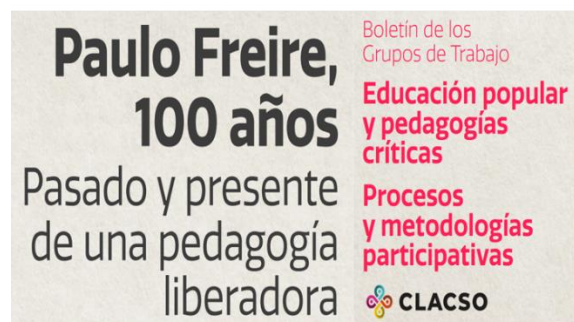 Paulo Freire,
100 años
Pasado y presente
de una pedagogía
liberadora
Boletín de los
Grupos de Trabajo
Educación popular
y pedagogías
críticas
Procesos
y metodologías
participativas
CLACSO